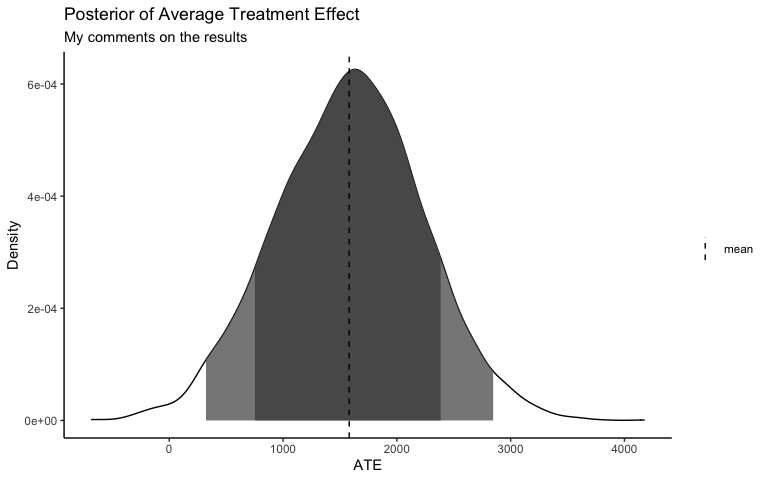 Posterior of Average Treatment Effect
My comments on the results
6e-04
4e-04
2e-04
0e+00
Density
0
1000
2000
3000
4000
ATE
mean